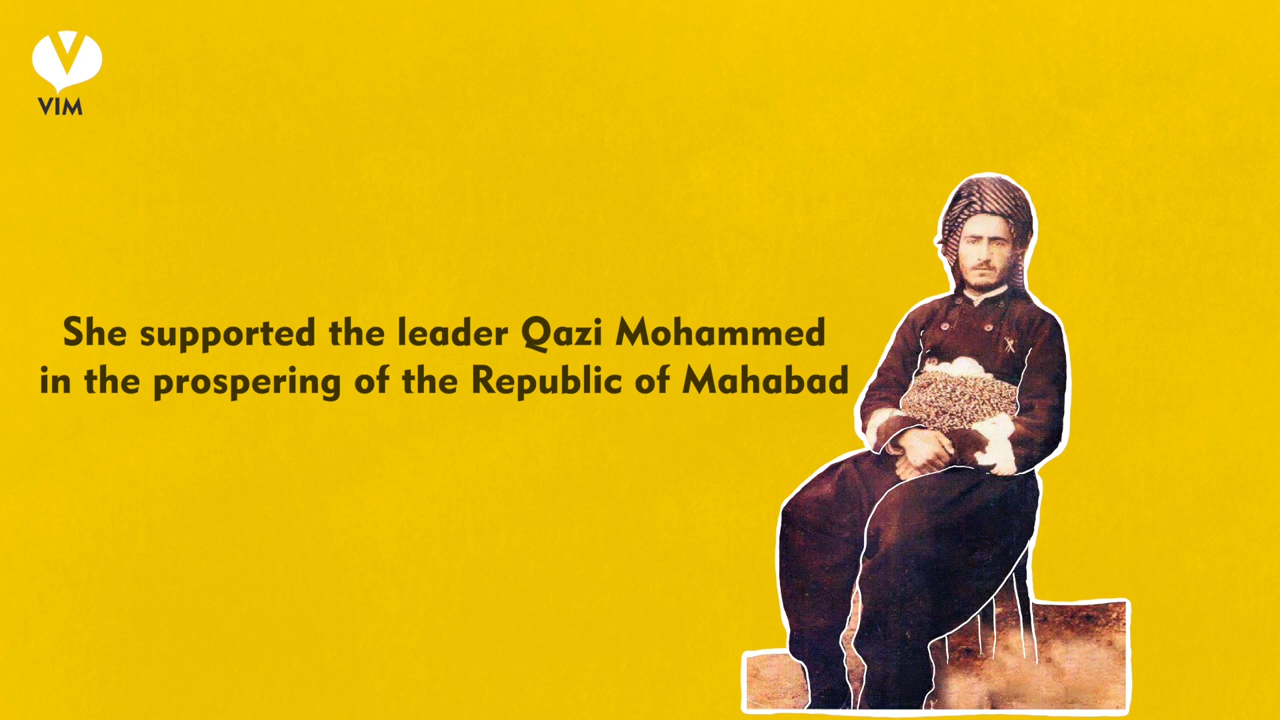 VIM
She supported the leader Qazi Mohammed
in the prospering of the Republic of Mahabad